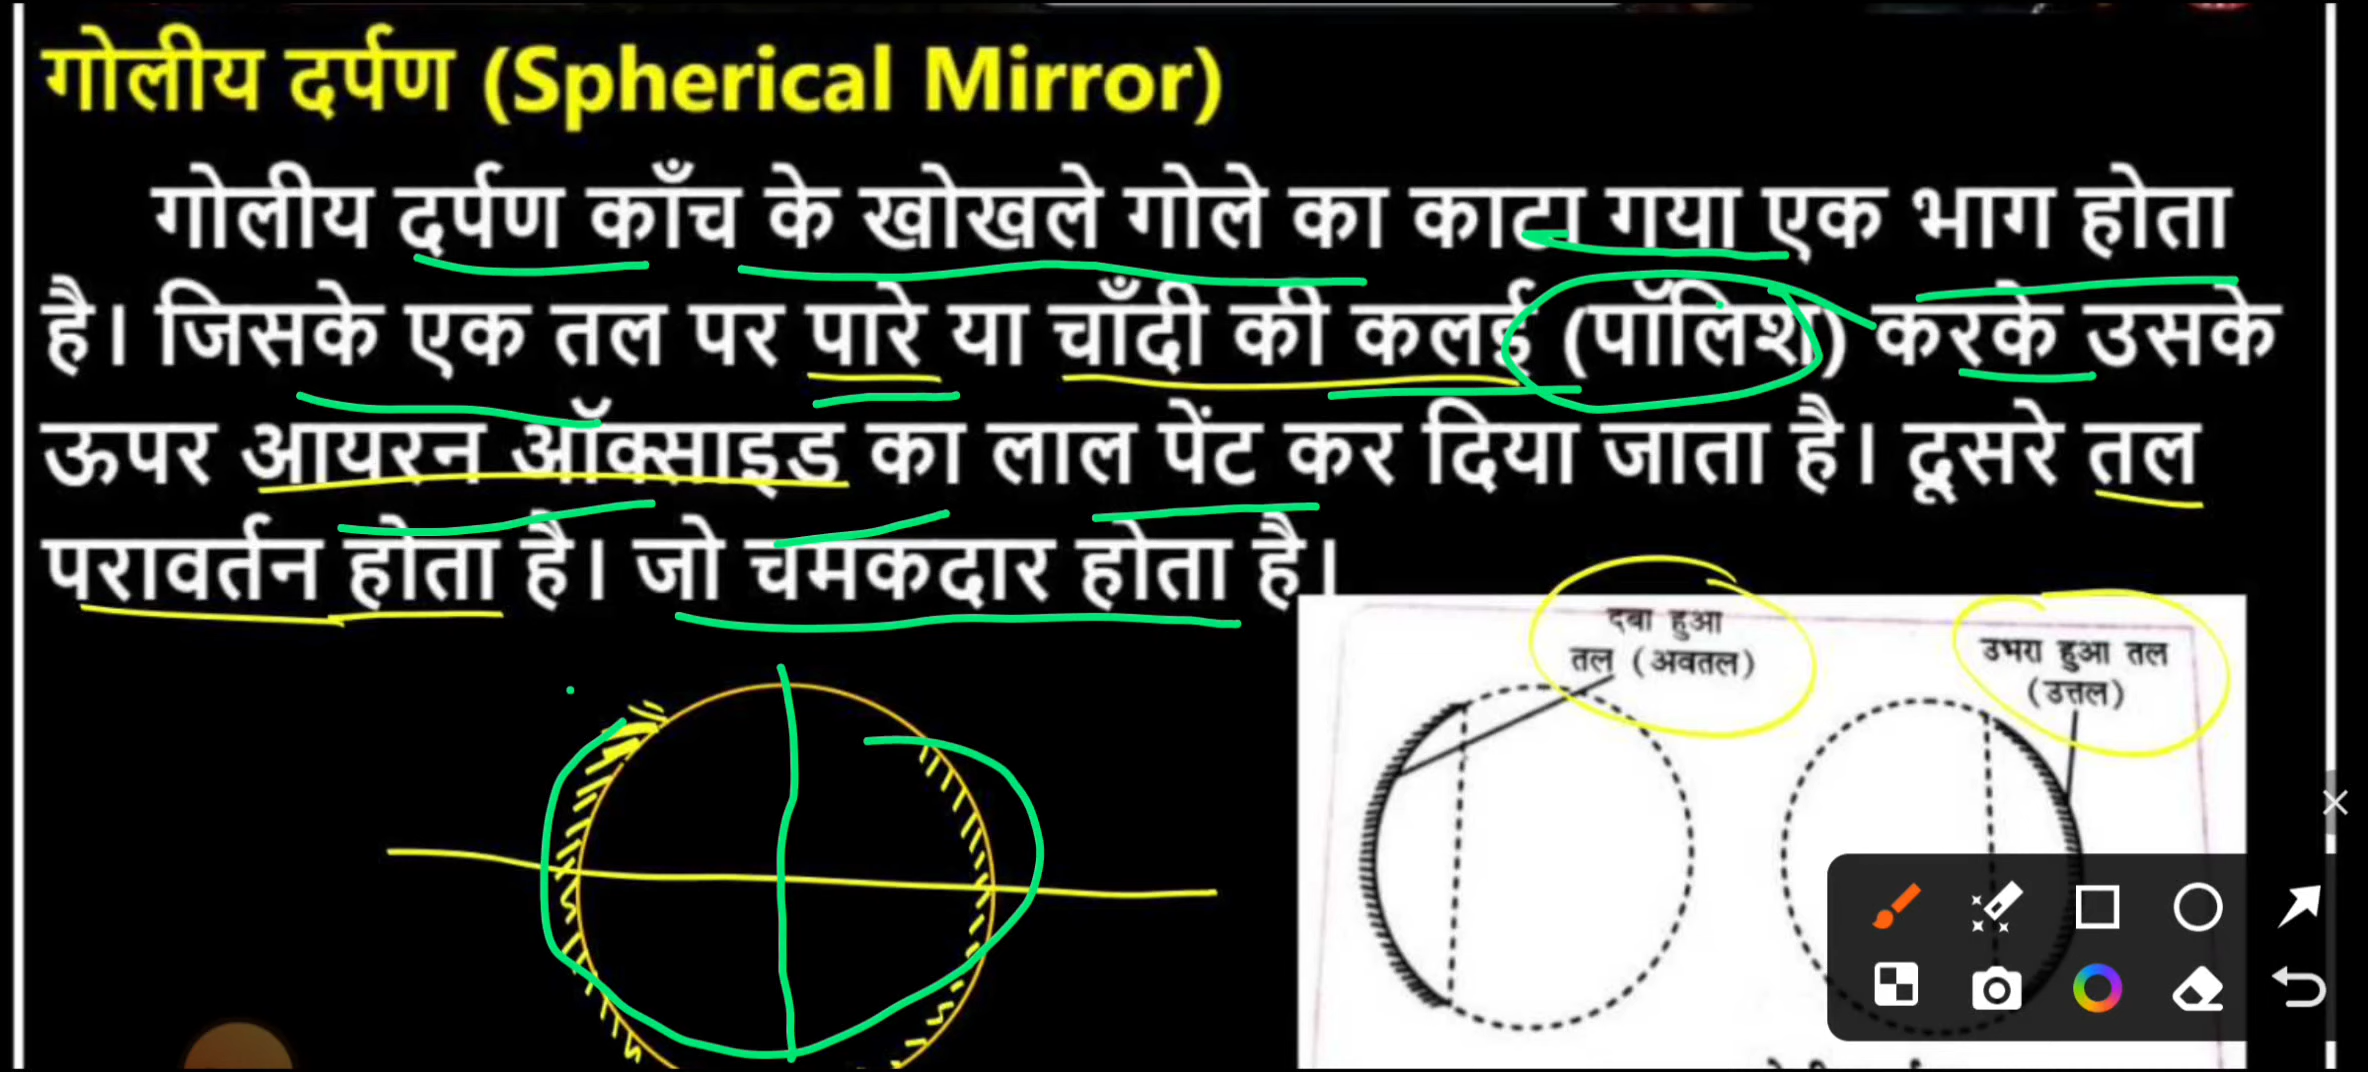 गोलीय दर्पण (Spherical Mirror)
गोलीय दर्पण काँच के खोखले गोले का काटा गया एक भाग होता
है। जिसके एक तल पर पारे या चाँदी की कलई (पॉलिश) करके उसके
ऊपर आयरन ऑक्साइड का लाल पेंट कर दिया जाता है। दूसरे तल
परावर्तन होता है। जो चमकदार होता है।
दबा हुआ
तल (अवतल)
उभरा हुआ तल
(उत्तल)